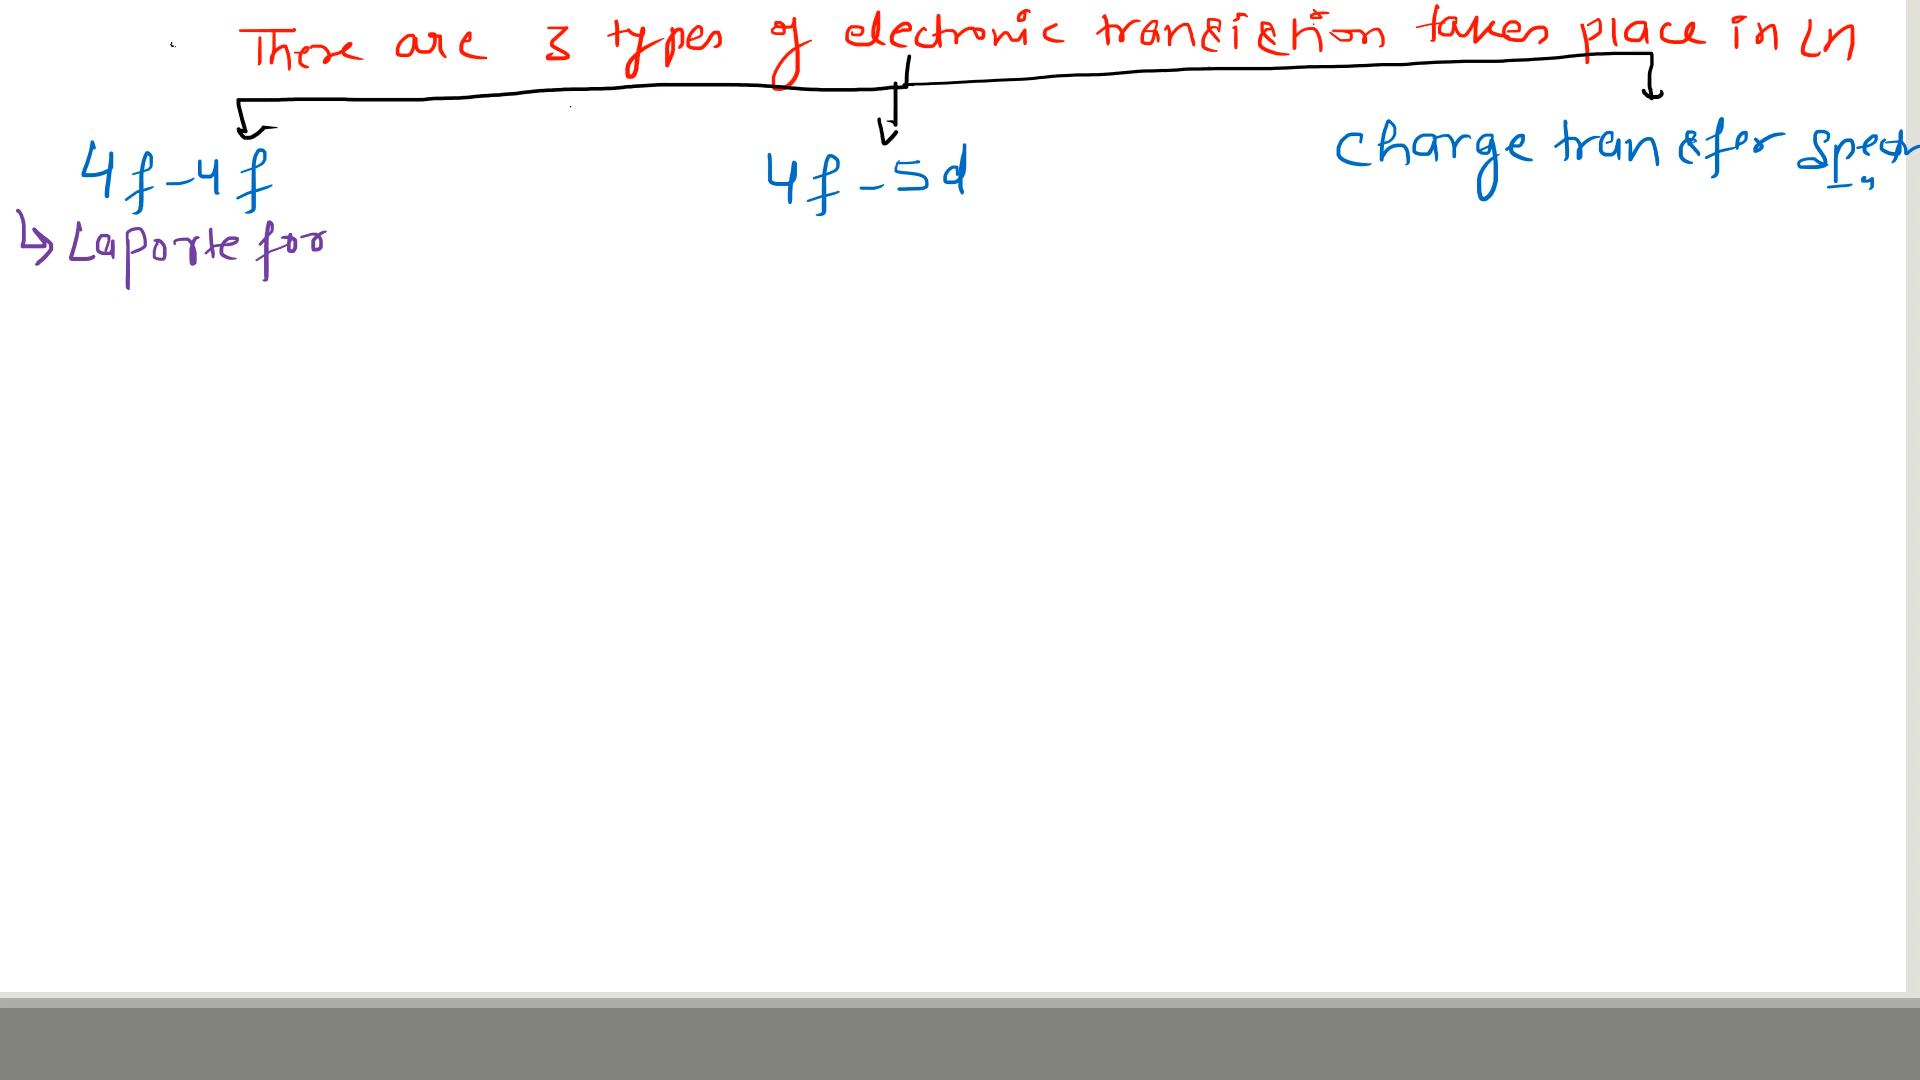 There are 3 types of electronic transistion takes place in Ln
4f-4f 4f-5d charge transfer spectr
↳ Laporte for